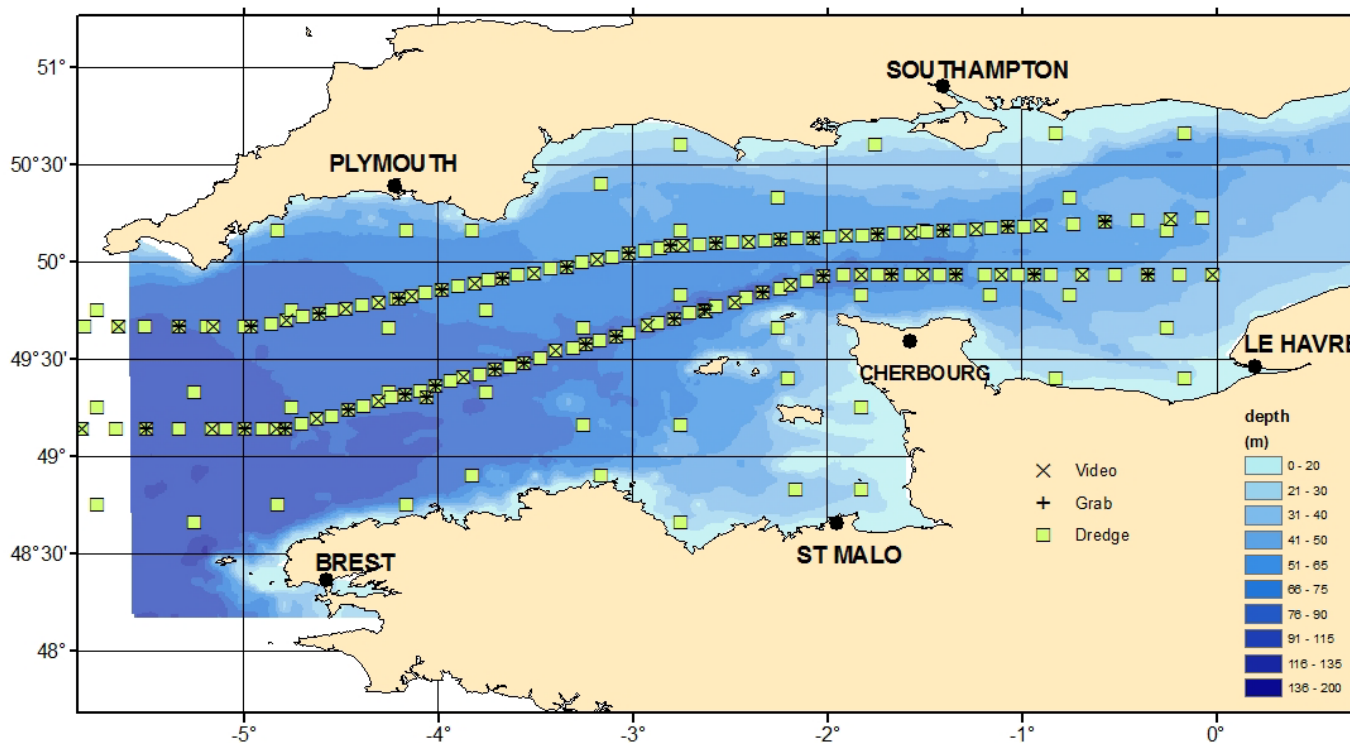 51°
SOUTHAMPTON
50°30'
PLYMOUTH
50°
49°30'
LE HAVRE
CHERBOURG
depth
(m)
0 - 20
Video
21 - 30
49°
31 - 40
Grab
41 - 50
Dredge
51 - 65
48°30'
BREST
ST MALO
66 - 75
76 - 90
91 - 115
48°
116 - 135
136 - 200
-5°
-4°
-3°
-2°
-1°
0°